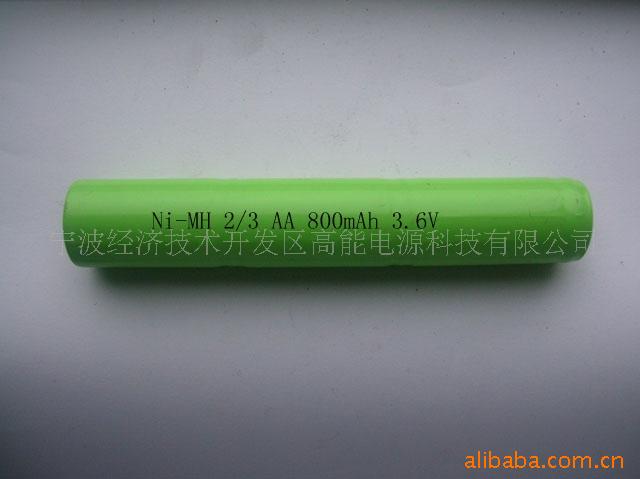 Ni-MH 2/3 AA 800mAh 3.6V
宁波经济技术开发区高能电源科技有限公司
alibaba.com.cn